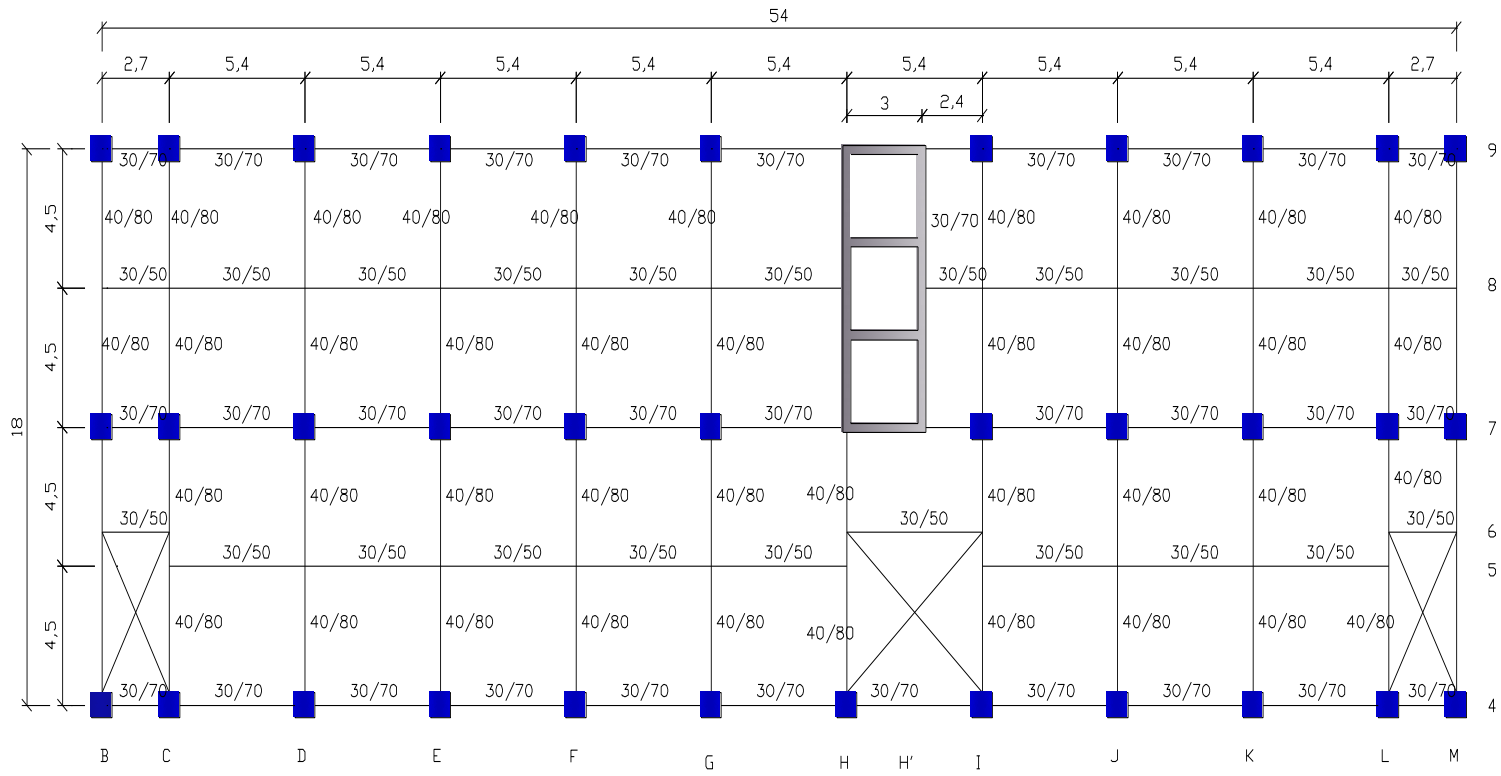 54
2,7 5,4 5,4 5,4 5,4 5,4 5,4 5,4 5,4 5,4 2,7
3 2,4
30/70 30/70 30/70 30/70 30/70 30/70 30/70 30/70 30/70 30/70 9
4,5 40/80 40/80 40/80 40/80 40/80 40/80 30/70 40/80 40/80 40/80 40/80
30/50 30/50 30/50 30/50 30/50 30/50 30/50 30/50 30/50 30/50 30/50 8
4,5 40/80 40/80 40/80 40/80 40/80 40/80 40/80 40/80 40/80 40/80
30/70 30/70 30/70 30/70 30/70 30/70 30/70 30/70 30/70 30/70 7
18
4,5 40/80 40/80 40/80 40/80 40/80 40/80 40/80 40/80 40/80 40/80
30/50 30/50 30/50 6
30/50 30/50 30/50 30/50 30/50 30/50 30/50 30/50 5
4,5 40/80 40/80 40/80 40/80 40/80 40/80 40/80 40/80 40/80 40/80
30/70 30/70 30/70 30/70 30/70 30/70 30/70 30/70 30/70 30/70 30/70 4
B C D E F G H H' I J K L M